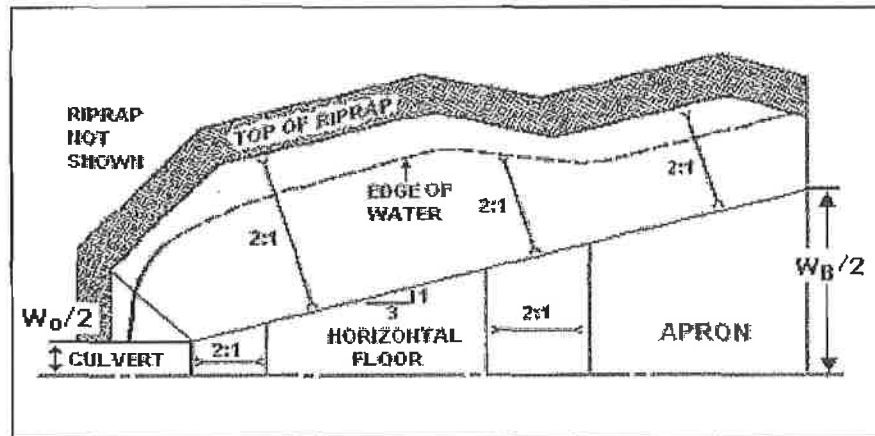 RIPRAP
NOT
SHOWN
TOP OF RIPRAP
EDGE OF
WATER
2:1
2:1
2:1
1
3
W₀/2
CULVERT
2:1
HORIZONTAL
FLOOR
2:1
APRON
W_B/2